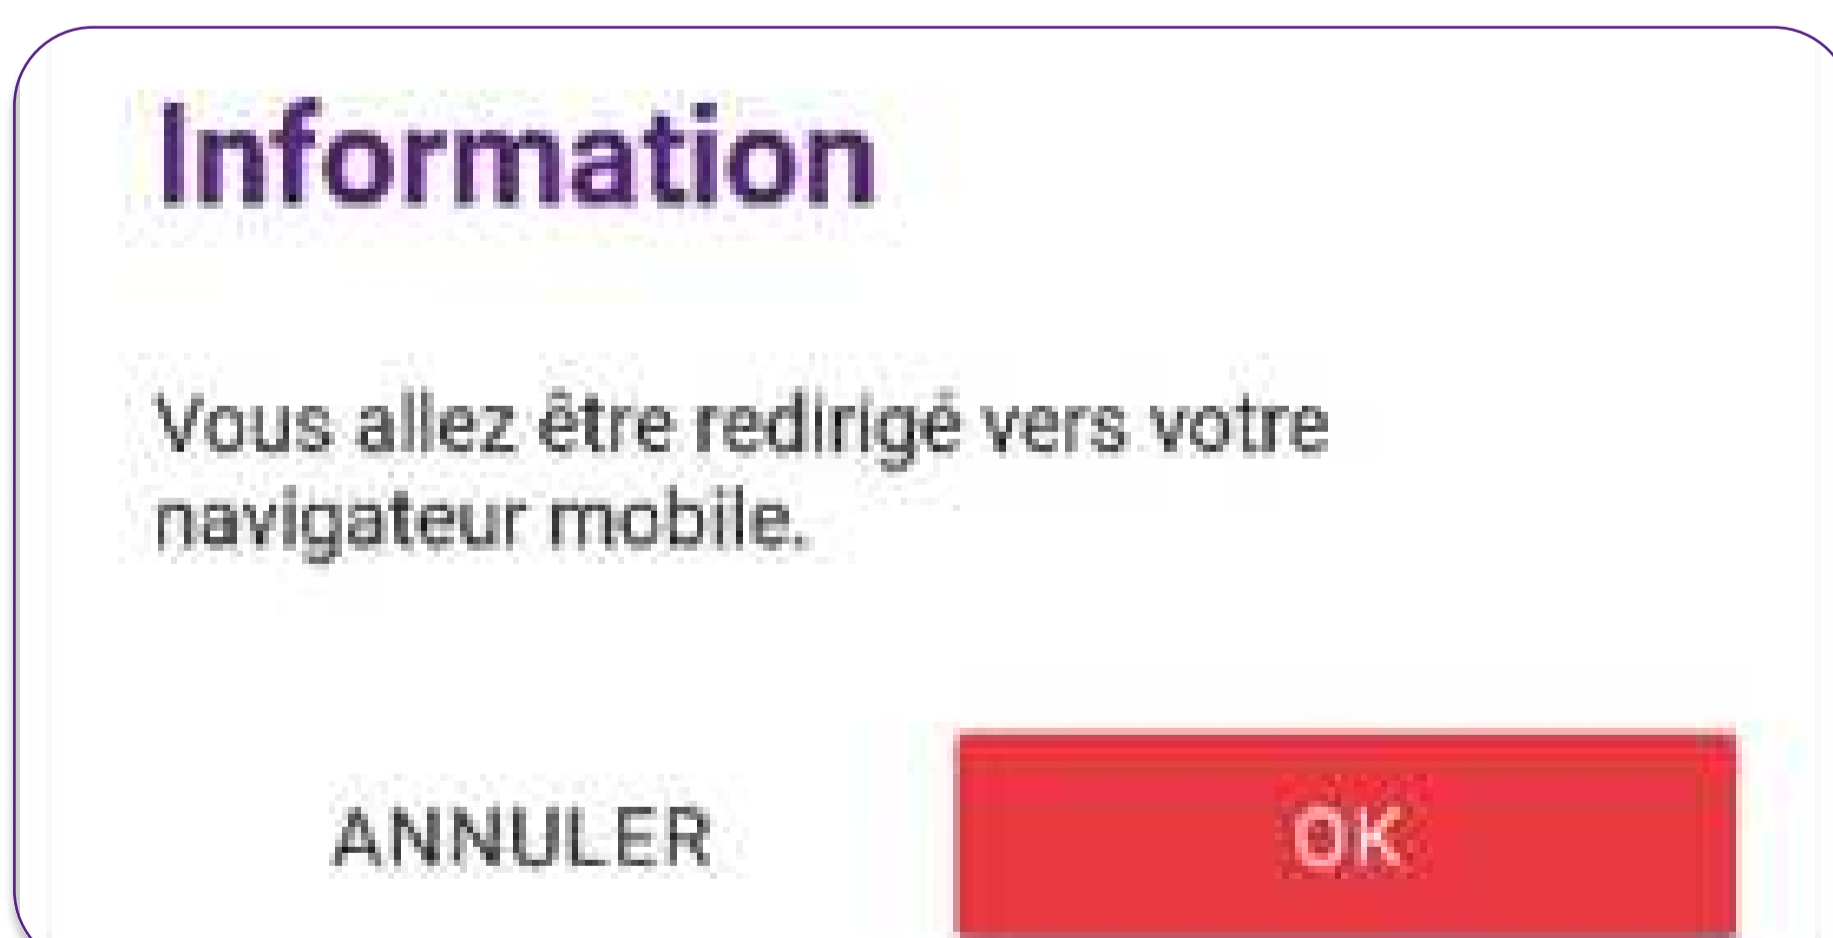 Information
Vous allez être redirigé vers votre
navigateur mobile.
ANNULER
OK